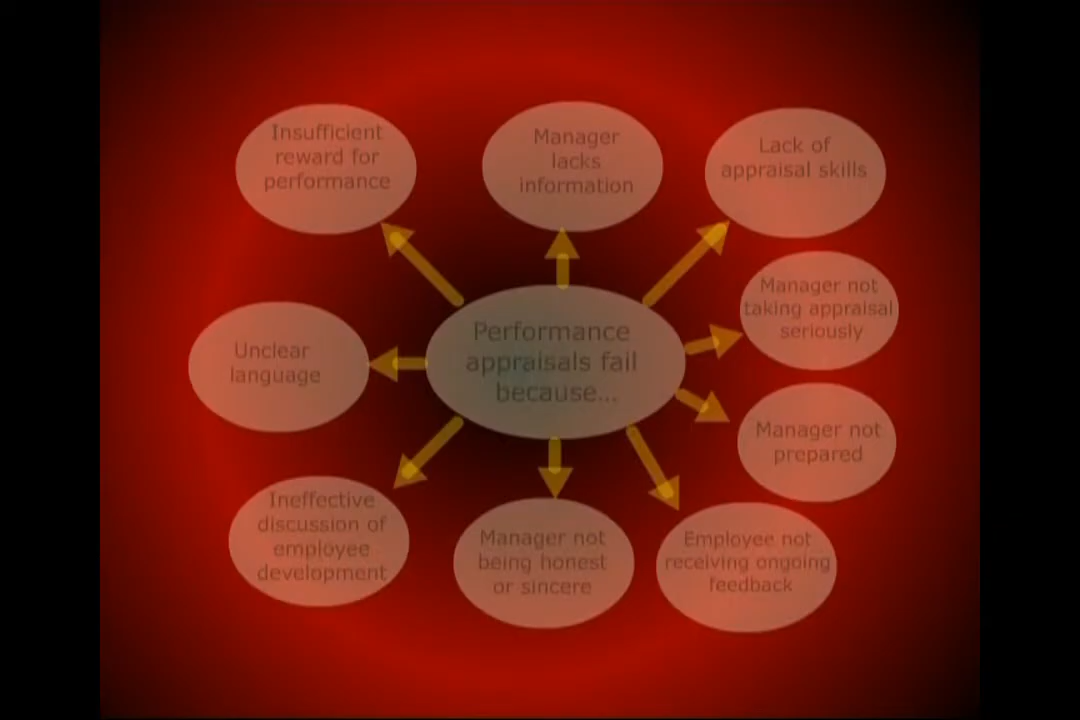 Insufficient
reward for
performance
Manager
lacks
information
Lack of
appraisal skills
Manager not
taking appraisal
seriously
Performance
appraisals fail
because...
Unclear
language
Manager not
prepared
Ineffective
discussion of
employee
development
Manager not
being honest
or sincere
Employee not
receiving ongoing
feedback